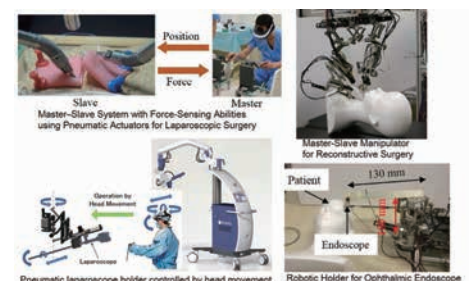 Position
Force
Slave
Master
Master–Slave System with Force-Sensing Abilities
using Pneumatic Actuators for Laparoscopic Surgery
Master-Slave Manipulator
for Reconstructive Surgery
Operation by
Head Movement
Laparoscope
Pneumatic laparoscope holder controlled by head movement
130 mm
Patient
Endoscope
Robotic Holder for Ophthalmic Endoscope